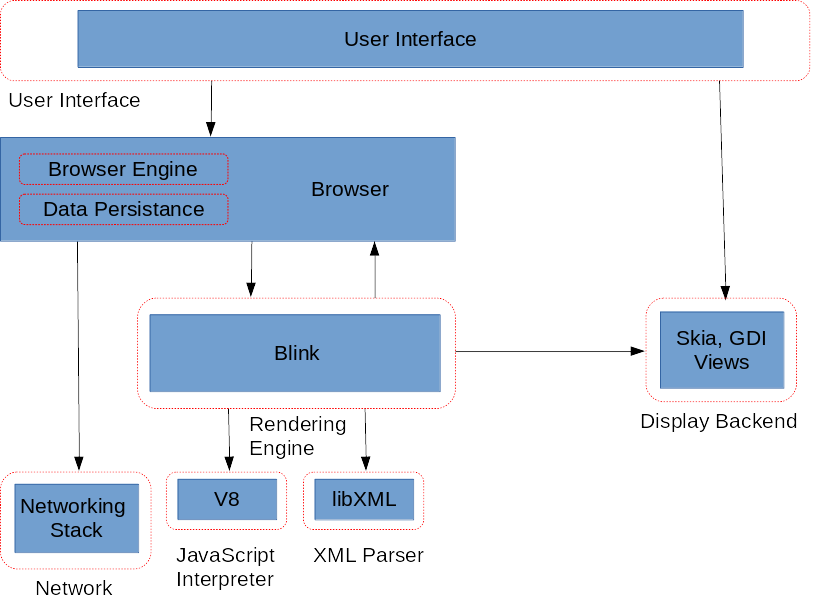 User Interface
User Interface
Browser Engine
Data Persistance
Browser
Blink
Skia, GDI
Views
Display Backend
Rendering
Engine
Networking
Stack
V8
libXML
JavaScript
Interpreter
XML Parser
Network